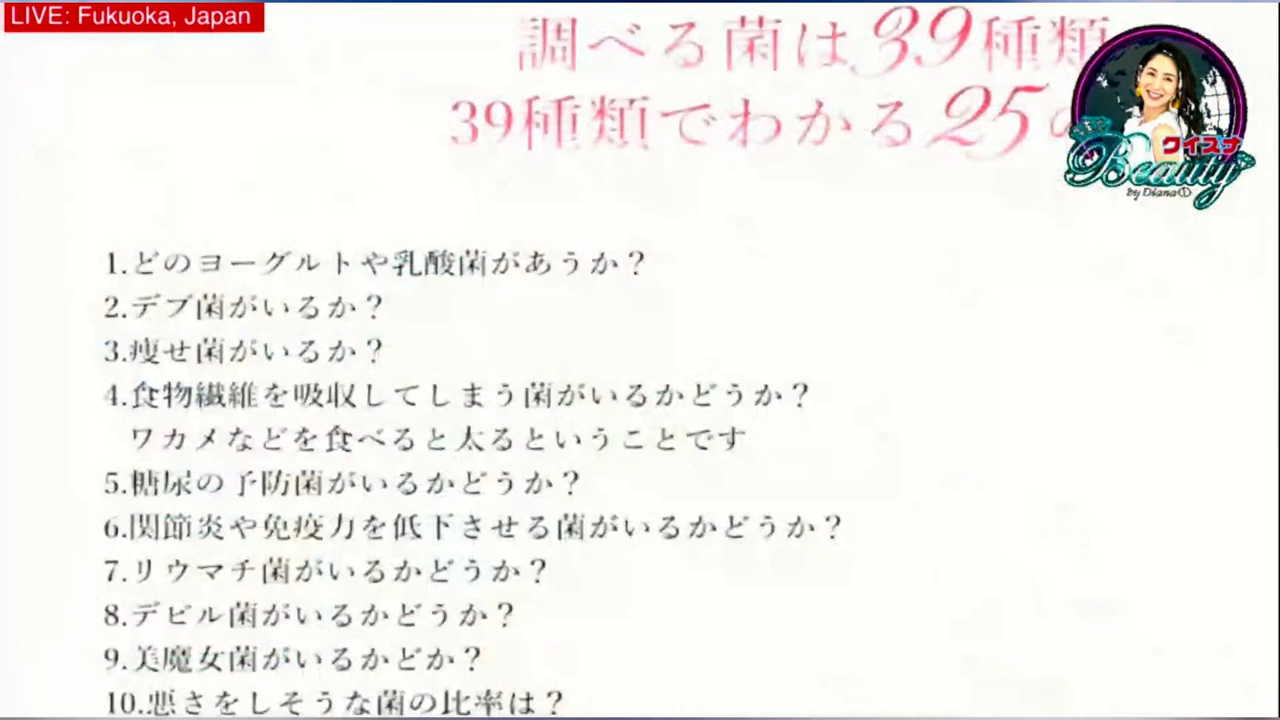 LIVE: Fukuoka, Japan
調べる菌は39種類
39種類でわかる25の
クイズナ
Beauty
by Diana①
1.どのヨーグルトや乳酸菌があうか？
2.デブ菌がいるか？
3.痩せ菌がいるか？
4.食物繊維を吸収してしまう菌がいるかどうか？
ワカメなどを食べると太るということです
5.糖尿の予防菌がいるかどうか？
6.関節炎や免疫力を低下させる菌がいるかどうか？
7.リウマチ菌がいるかどうか？
8.デビル菌がいるかどうか？
9.美魔女菌がいるかどか？
10.悪さをしそうな菌の比率は？